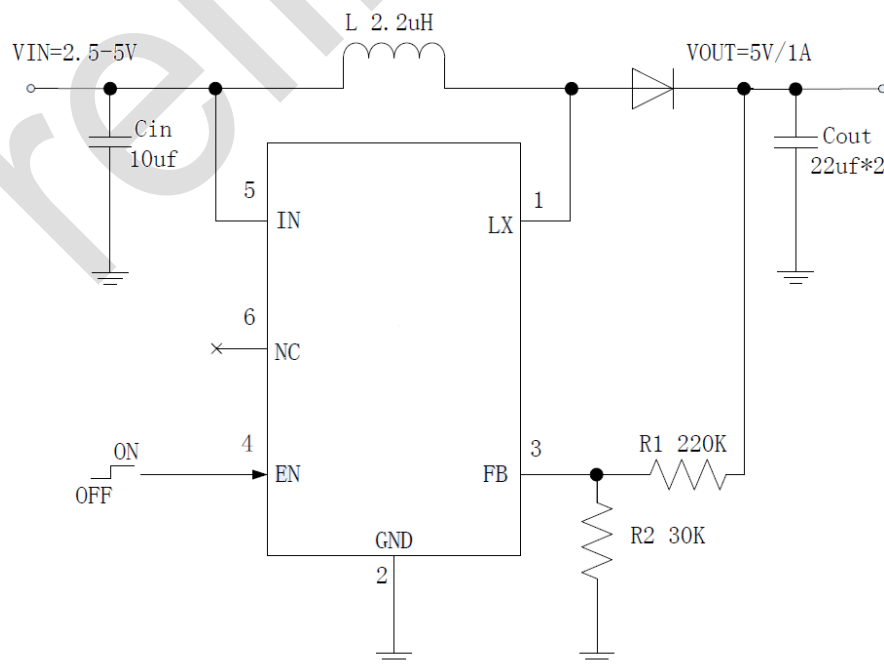 L 2.2uH
VIN=2.5-5V
VOUT=5V/1A
Cin
10uf
Cout
22uf*2
5
IN
1
LX
6
NC
ON
OFF
4
EN
3
FB
R1 220K
R2 30K
GND
2